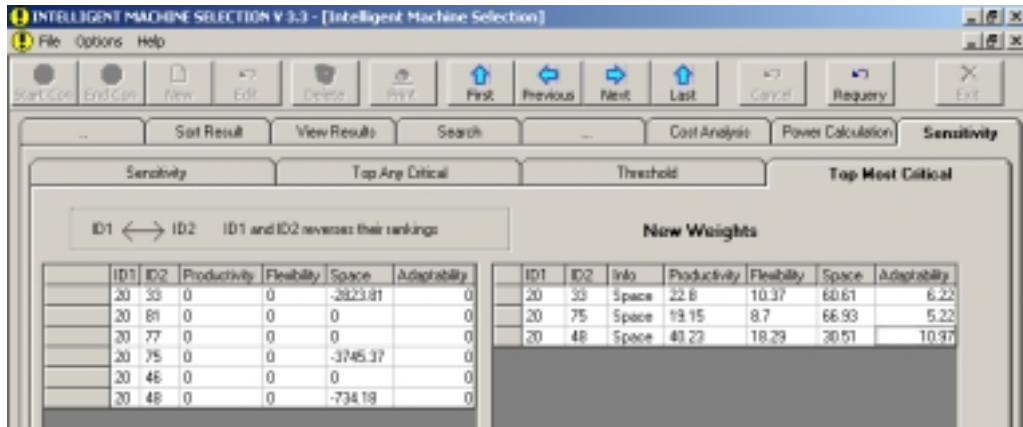 INTELLIGENT MACHINE SELECTION V 3.3 - [Intelligent Machine Selection]
File Options Help
Start Con End Con New Edit Delete Print First Previous Next Last Cancel Requery Exit
.. Sort Result View Results Search ... Cost Analysis Power Calculation Sensitivity
Sensitivity Top Any Critical Threshold Top Most Critical
ID1 <--> ID2 ID1 and ID2 reverses their rankings
New Weights
ID1 ID2 Productivity Flexibility Space Adaptability
20 33 0 0 -2823.81 0
20 81 0 0 0 0
20 77 0 0 0 0
20 75 0 0 -3745.37 0
20 46 0 0 0 0
20 48 0 0 -734.18 0
ID1 ID2 Info Productivity Flexibility Space Adaptability
20 33 Space 22.8 10.37 60.61 6.22
20 75 Space 19.15 8.7 66.93 5.22
20 48 Space 40.23 18.29 30.51 10.97